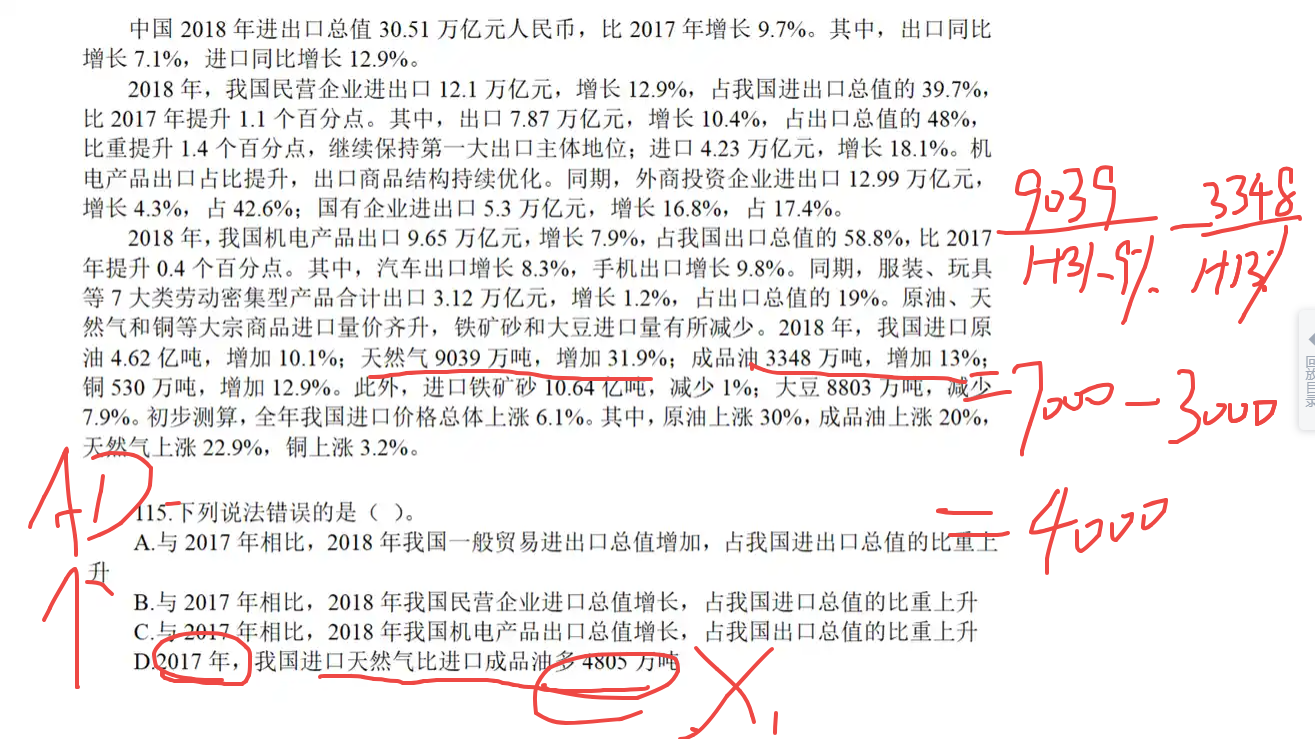 中国 2018 年进出口总值 30.51 万亿元人民币，比 2017 年增长 9.7%。其中，出口同比
增长 7.1%，进口同比增长 12.9%。
2018 年，我国民营企业进出口 12.1 万亿元，增长 12.9%，占我国进出口总值的 39.7%，
比 2017 年提升 1.1 个百分点。其中，出口 7.87 万亿元，增长 10.4%，占出口总值的 48%，
比重提升 1.4 个百分点，继续保持第一大出口主体地位；进口 4.23 万亿元，增长 18.1%。机
电产品出口占比提升，出口商品结构持续优化。同期，外商投资企业进出口 12.99 万亿元，
增长 4.3%，占 42.6%；国有企业进出口 5.3 万亿元，增长 16.8%，占 17.4%。
2018 年，我国机电产品出口 9.65 万亿元，增长 7.9%，占我国出口总值的 58.8%，比 2017
年提升 0.4 个百分点。其中，汽车出口增长 8.3%，手机出口增长 9.8%。同期，服装、玩具
等 7 大类劳动密集型产品合计出口 3.12 万亿元，增长 1.2%，占出口总值的 19%。原油、天
然气和铜等大宗商品进口量价齐升，铁矿砂和大豆进口量有所减少。2018 年，我国进口原
油 4.62 亿吨，增加 10.1%；天然气 9039 万吨，增加 31.9%；成品油 3348 万吨，增加 13%；
铜 530 万吨，增加 12.9%。此外，进口铁矿砂 10.64 亿吨，减少 1%；大豆 8803 万吨，减少
7.9%。初步测算，全年我国进口价格总体上涨 6.1%。其中，原油上涨 30%，成品油上涨 20%，
天然气上涨 22.9%，铜上涨 3.2%。
115.下列说法错误的是（ ）。
A.与 2017 年相比，2018 年我国一般贸易进出口总值增加，占我国进出口总值的比重上
升
B.与 2017 年相比，2018 年我国民营企业进口总值增长，占我国进口总值的比重上升
C.与 2017 年相比，2018 年我国机电产品出口总值增长，占我国出口总值的比重上升
D.2017 年，我国进口天然气比进口成品油多 4805 万吨
9039 — 3348
1+31.9% 1+13%
=7000-3000
=4000
AD
回放目录